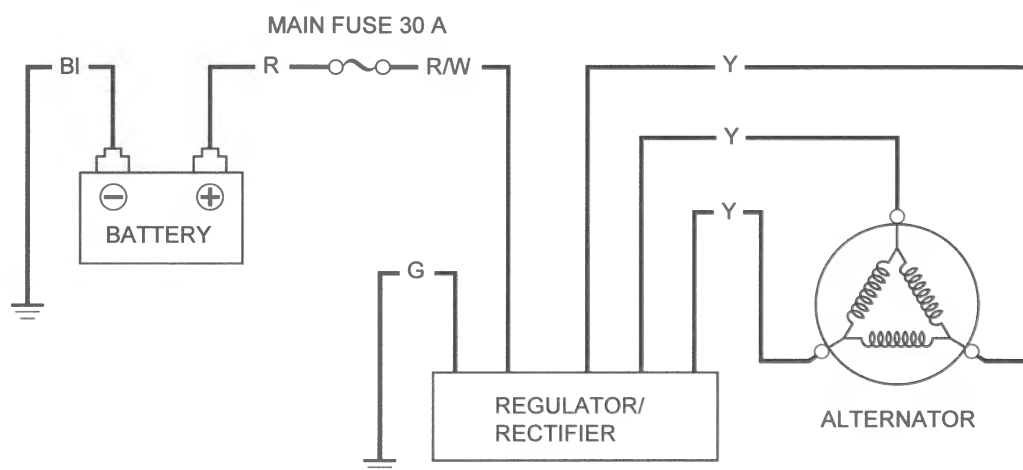 MAIN FUSE 30 A
Bl
R
R/W
Y
Y
Y
BATTERY
G
REGULATOR/
RECTIFIER
ALTERNATOR